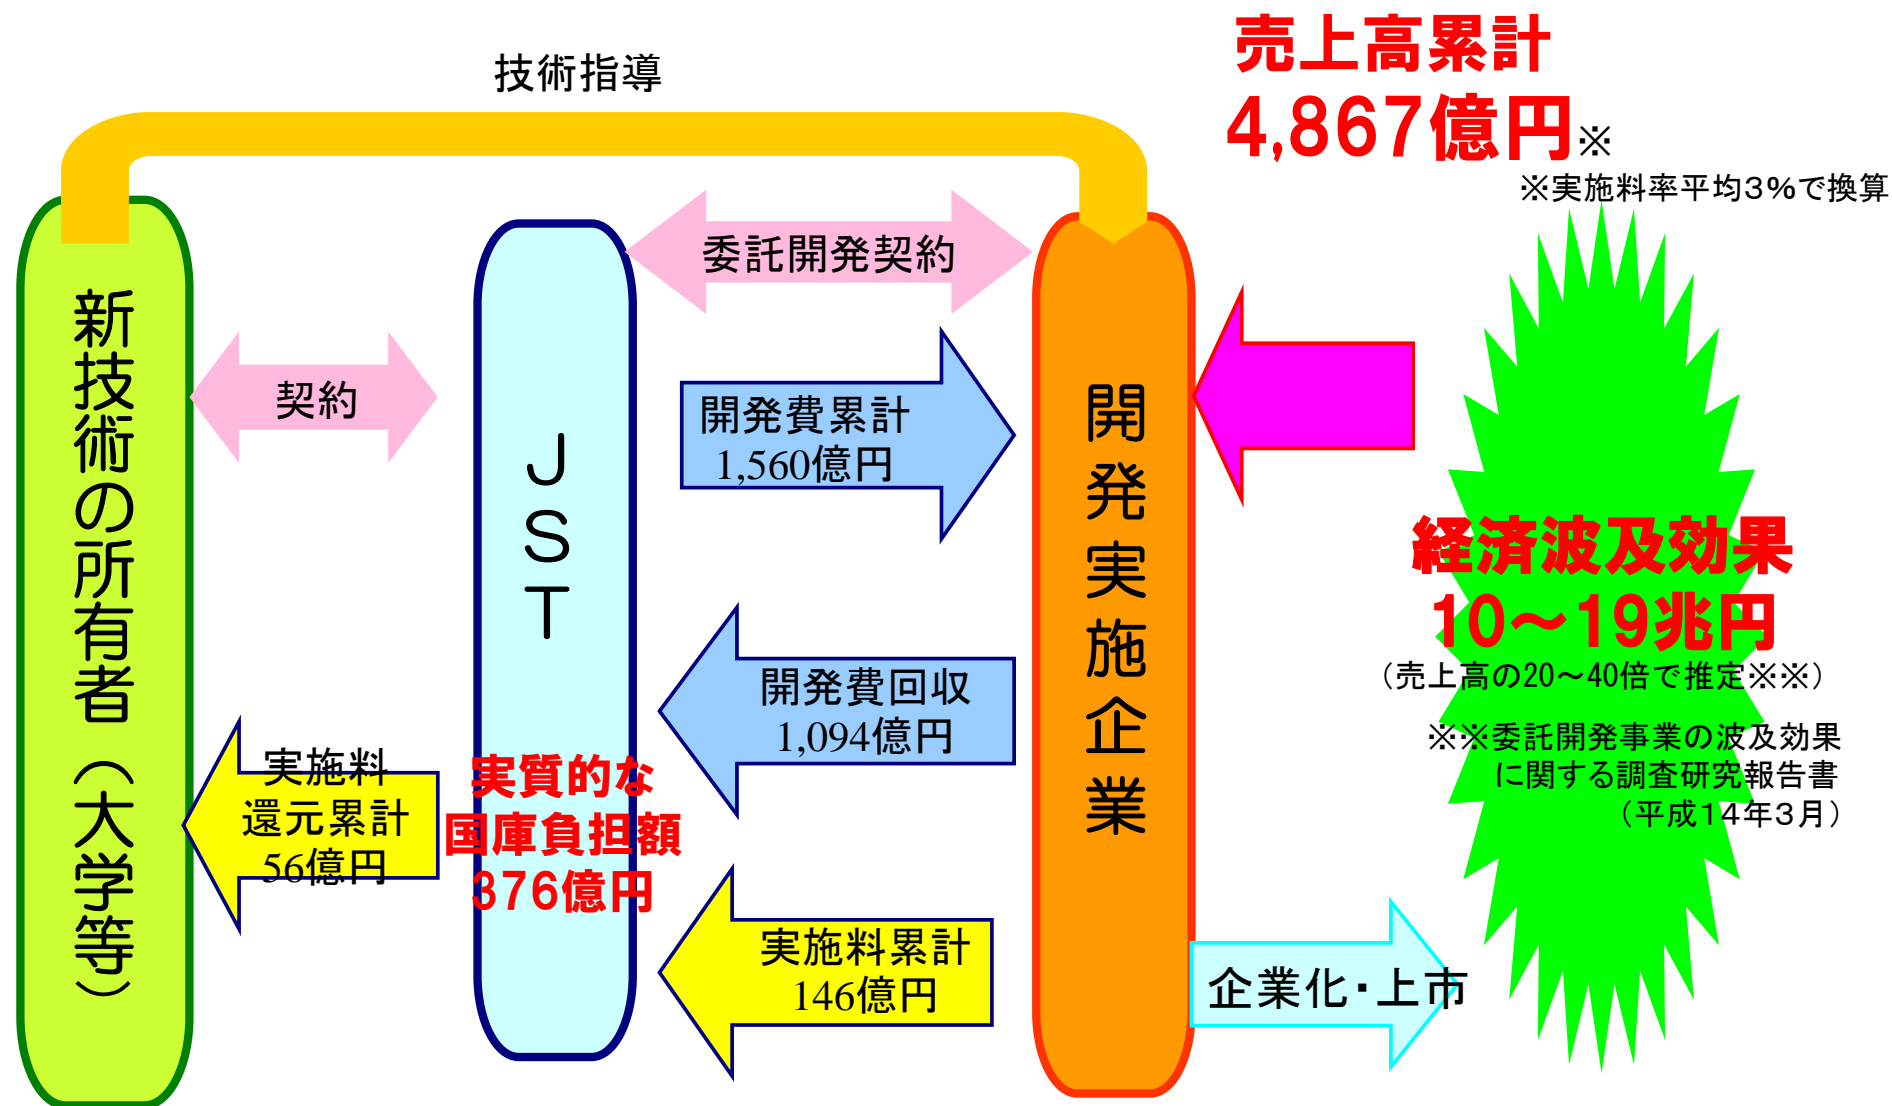 技術指導
売上高累計
4,867億円※
※実施料率平均3%で換算
新技術の所有者（大学等）
契約
JST
委託開発契約
開発費累計
1,560億円
開発費回収
1,094億円
実施料
還元累計
56億円
実質的な
国庫負担額
376億円
実施料累計
146億円
開発実施企業
企業化・上市
経済波及効果
10～19兆円
（売上高の20～40倍で推定※※）
※※委託開発事業の波及効果
に関する調査研究報告書
（平成14年3月）